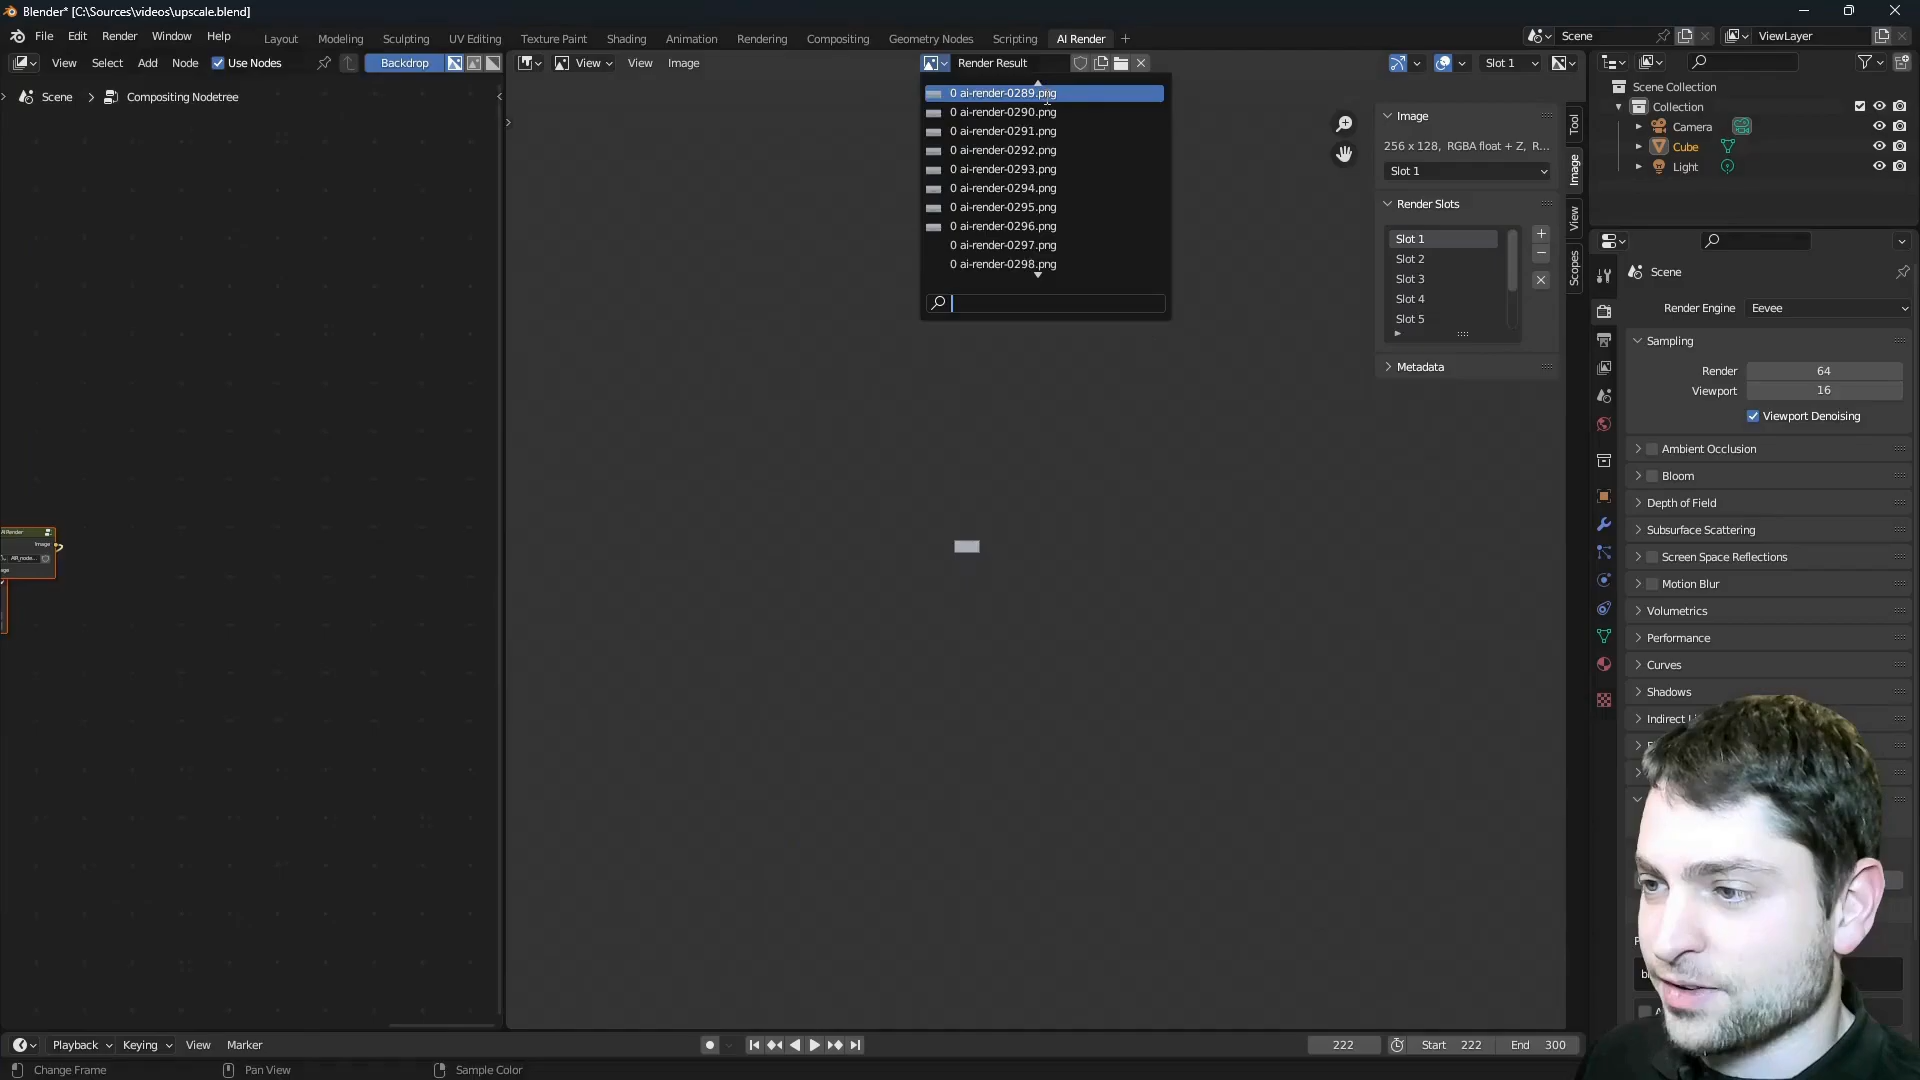 Blender* [C:\Sources\videos\upscale.blend]
File Edit Render Window Help Layout Modeling Sculpting UV Editing Texture Paint Shading Animation Rendering Compositing Geometry Nodes Scripting AI Render + Scene ViewLayer
View Select Add Node Use Nodes Backdrop View View Image Render Result Slot 1
Scene > Compositing Nodetree
0 ai-render-0289.png
0 ai-render-0290.png
0 ai-render-0291.png
0 ai-render-0292.png
0 ai-render-0293.png
0 ai-render-0294.png
0 ai-render-0295.png
0 ai-render-0296.png
0 ai-render-0297.png
0 ai-render-0298.png
AI Render
Image
Image
256 x 128, RGBA float + Z, R...
Slot 1
Render Slots
Slot 1
Slot 2
Slot 3
Slot 4
Slot 5
Metadata
Tool
Image
View
Scopes
Scene Collection
Collection
Camera
Cube
Light
Scene
Render Engine Eevee
Sampling
Render 64
Viewport 16
Viewport Denoising
Ambient Occlusion
Bloom
Depth of Field
Subsurface Scattering
Screen Space Reflections
Motion Blur
Volumetrics
Performance
Curves
Shadows
Playback Keying View Marker 222 Start 222 End 300
Change Frame Pan View Sample Color